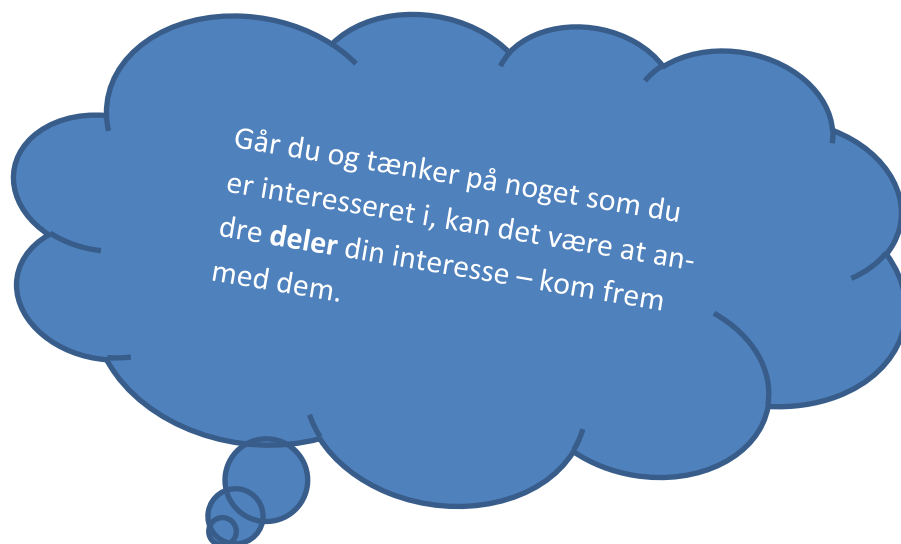 Går du og tænker på noget som du
er interesseret i, kan det være at an-
dre deler din interesse – kom frem
med dem.